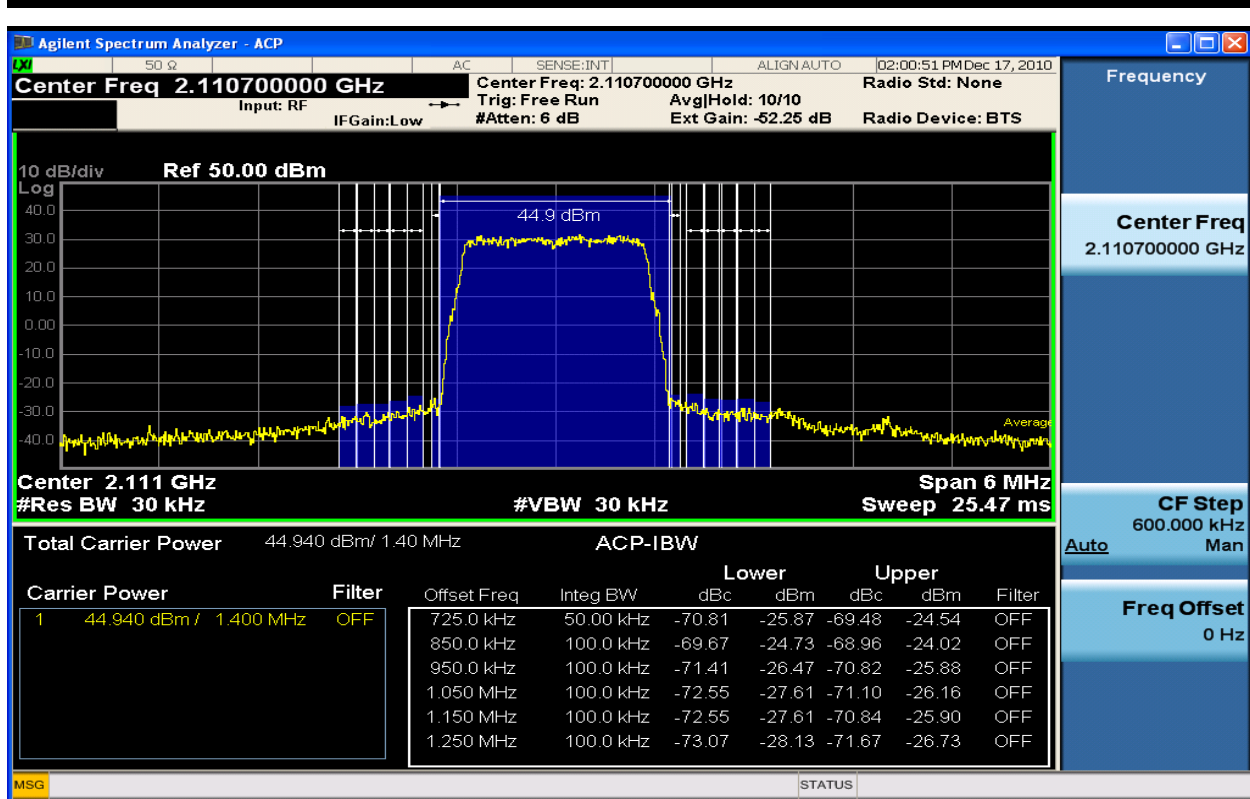 Agilent Spectrum Analyzer - ACP
LXI 50 Ω AC SENSE:INT ALIGN AUTO 02:00:51 PM Dec 17, 2010
Center Freq 2.110700000 GHz
Input: RF
IFGain:Low
Center Freq: 2.110700000 GHz
Trig: Free Run
#Atten: 6 dB
Avg|Hold: 10/10
Ext Gain: -52.25 dB
Radio Std: None
Radio Device: BTS
10 dB/div Ref 50.00 dBm
Log
40.0
30.0
20.0
10.0
0.00
-10.0
-20.0
-30.0
-40.0
44.9 dBm
Average
Center 2.111 GHz Span 6 MHz
#Res BW 30 kHz #VBW 30 kHz Sweep 25.47 ms
Total Carrier Power 44.940 dBm/ 1.40 MHz ACP-IBW
Carrier Power Filter
1 44.940 dBm / 1.400 MHz OFF
Lower Upper
Offset Freq Integ BW dBc dBm dBc dBm Filter
725.0 kHz 50.00 kHz -70.81 -25.87 -69.48 -24.54 OFF
850.0 kHz 100.0 kHz -69.67 -24.73 -68.96 -24.02 OFF
950.0 kHz 100.0 kHz -71.41 -26.47 -70.82 -25.88 OFF
1.050 MHz 100.0 kHz -72.55 -27.61 -71.10 -26.16 OFF
1.150 MHz 100.0 kHz -72.55 -27.61 -70.84 -25.90 OFF
1.250 MHz 100.0 kHz -73.07 -28.13 -71.67 -26.73 OFF
MSG STATUS
Frequency
Center Freq
2.110700000 GHz
CF Step
600.000 kHz
Auto Man
Freq Offset
0 Hz